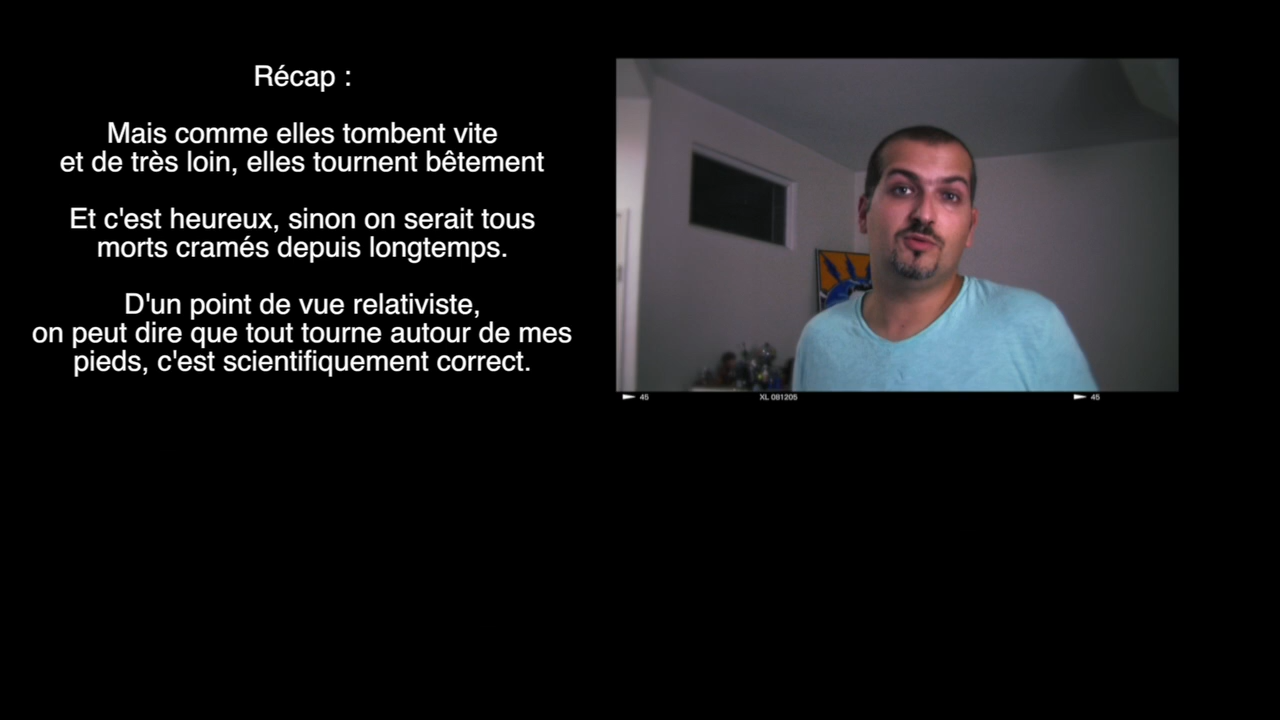 Récap :
Mais comme elles tombent vite
et de très loin, elles tournent bêtement
Et c'est heureux, sinon on serait tous
morts cramés depuis longtemps.
D'un point de vue relativiste,
on peut dire que tout tourne autour de mes
pieds, c'est scientifiquement correct.
45 XL 081205 45